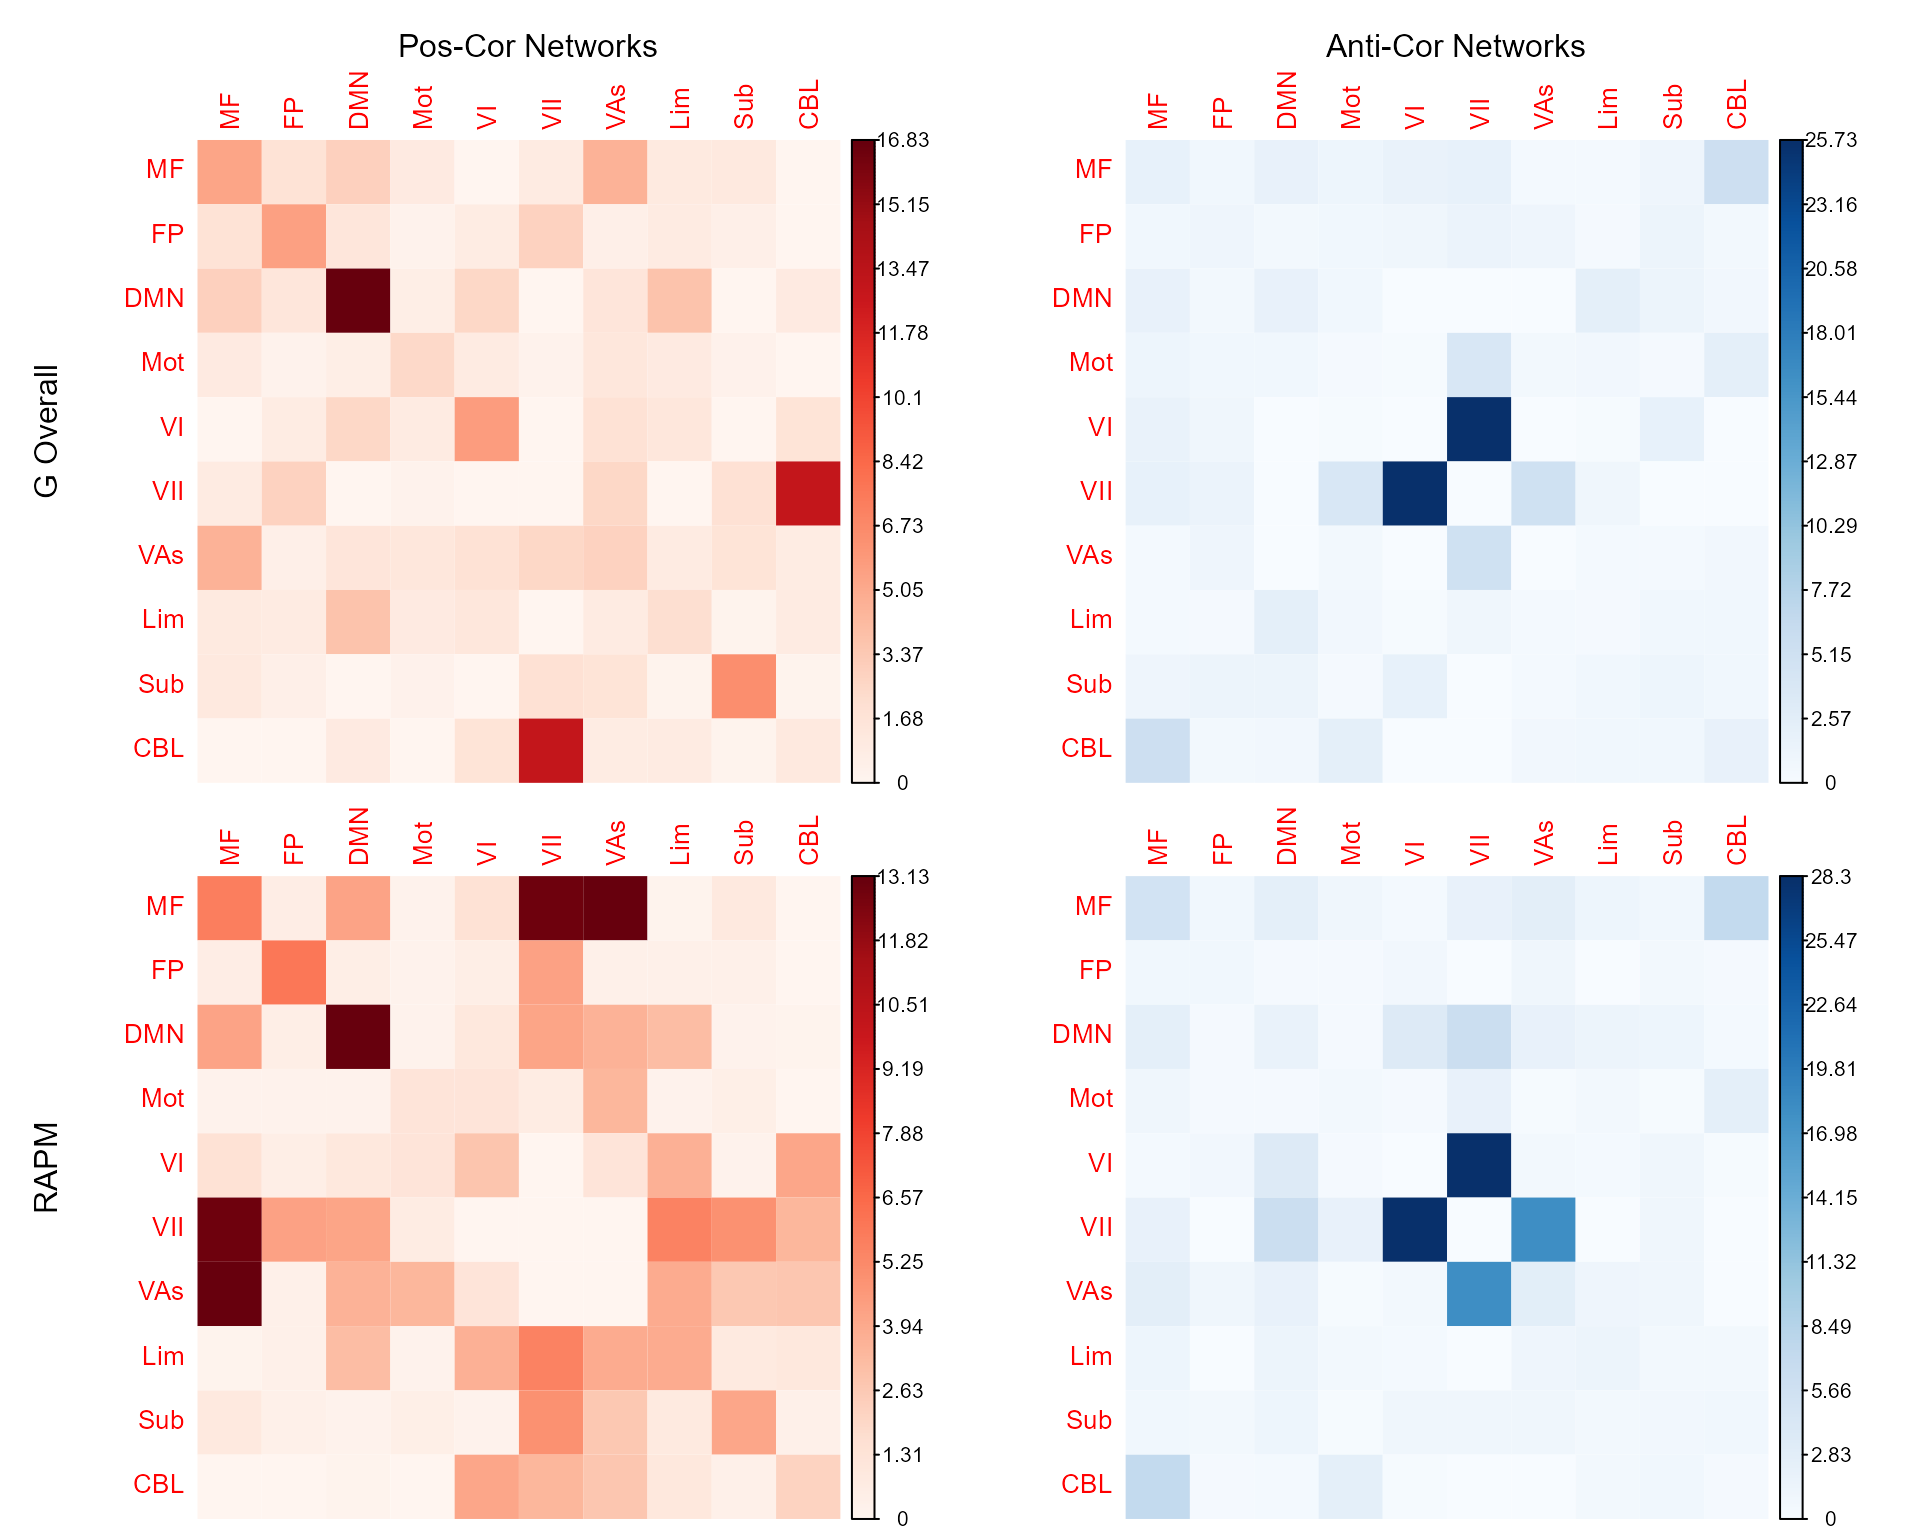 Pos-Cor Networks
Anti-Cor Networks
MF FP DMN Mot VI VII VAs Lim Sub CBL
MF FP DMN Mot VI VII VAs Lim Sub CBL
G Overall
MF
FP
DMN
Mot
VI
VII
VAs
Lim
Sub
CBL
16.83
15.15
13.47
11.78
10.1
8.42
6.73
5.05
3.37
1.68
0
MF
FP
DMN
Mot
VI
VII
VAs
Lim
Sub
CBL
25.73
23.16
20.58
18.01
15.44
12.87
10.29
7.72
5.15
2.57
0
MF FP DMN Mot VI VII VAs Lim Sub CBL
MF FP DMN Mot VI VII VAs Lim Sub CBL
RAPM
MF
FP
DMN
Mot
VI
VII
VAs
Lim
Sub
CBL
13.13
11.82
10.51
9.19
7.88
6.57
5.25
3.94
2.63
1.31
0
MF
FP
DMN
Mot
VI
VII
VAs
Lim
Sub
CBL
28.3
25.47
22.64
19.81
16.98
14.15
11.32
8.49
5.66
2.83
0